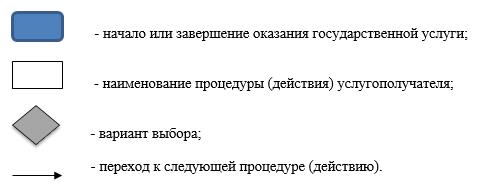 - начало или завершение оказания государственной услуги;
- наименование процедуры (действия) услугополучателя;
- вариант выбора;
- переход к следующей процедуре (действию).